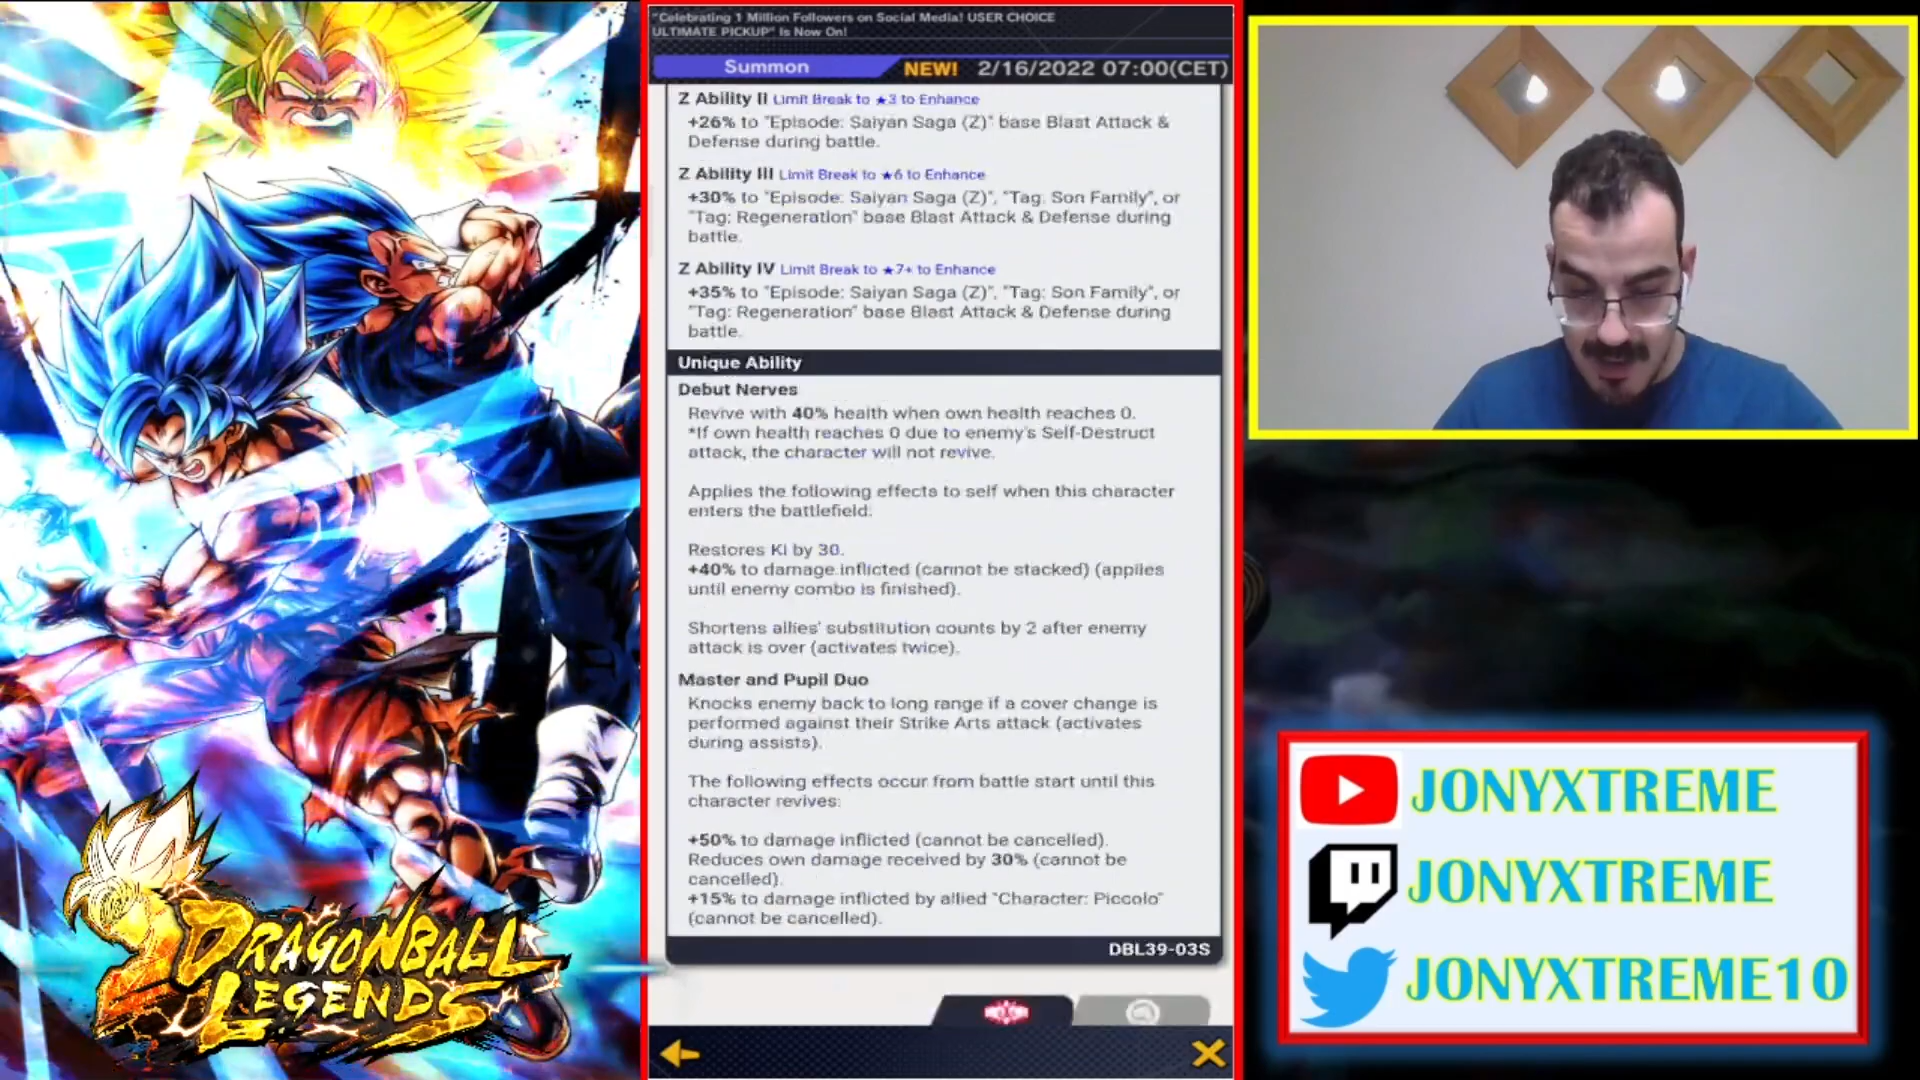 "Celebrating 1 Million Followers on Social Media! USER CHOICE
ULTIMATE PICKUP" Is Now On!
Summon
NEW! 2/16/2022 07:00(CET)
Z Ability II Limit Break to ★3 to Enhance
+26% to "Episode: Saiyan Saga (Z)" base Blast Attack &
Defense during battle.
Z Ability III Limit Break to ★6 to Enhance
+30% to "Episode: Saiyan Saga (Z)", "Tag: Son Family", or
"Tag: Regeneration" base Blast Attack & Defense during
battle.
Z Ability IV Limit Break to ★7+ to Enhance
+35% to "Episode: Saiyan Saga (Z)", "Tag: Son Family", or
"Tag: Regeneration" base Blast Attack & Defense during
battle.
Unique Ability
Debut Nerves
Revive with 40% health when own health reaches 0.
*If own health reaches 0 due to enemy's Self-Destruct
attack, the character will not revive.
Applies the following effects to self when this character
enters the battlefield:
Restores Ki by 30.
+40% to damage inflicted (cannot be stacked) (applies
until enemy combo is finished).
Shortens allies' substitution counts by 2 after enemy
attack is over (activates twice).
Master and Pupil Duo
Knocks enemy back to long range if a cover change is
performed against their Strike Arts attack (activates
during assists).
The following effects occur from battle start until this
character revives:
+50% to damage inflicted (cannot be cancelled).
Reduces own damage received by 30% (cannot be
cancelled).
+15% to damage inflicted by allied "Character: Piccolo"
(cannot be cancelled).
DBL39-03S
DRAGONBALL
LEGENDS
JONYXTREME
JONYXTREME
JONYXTREME10